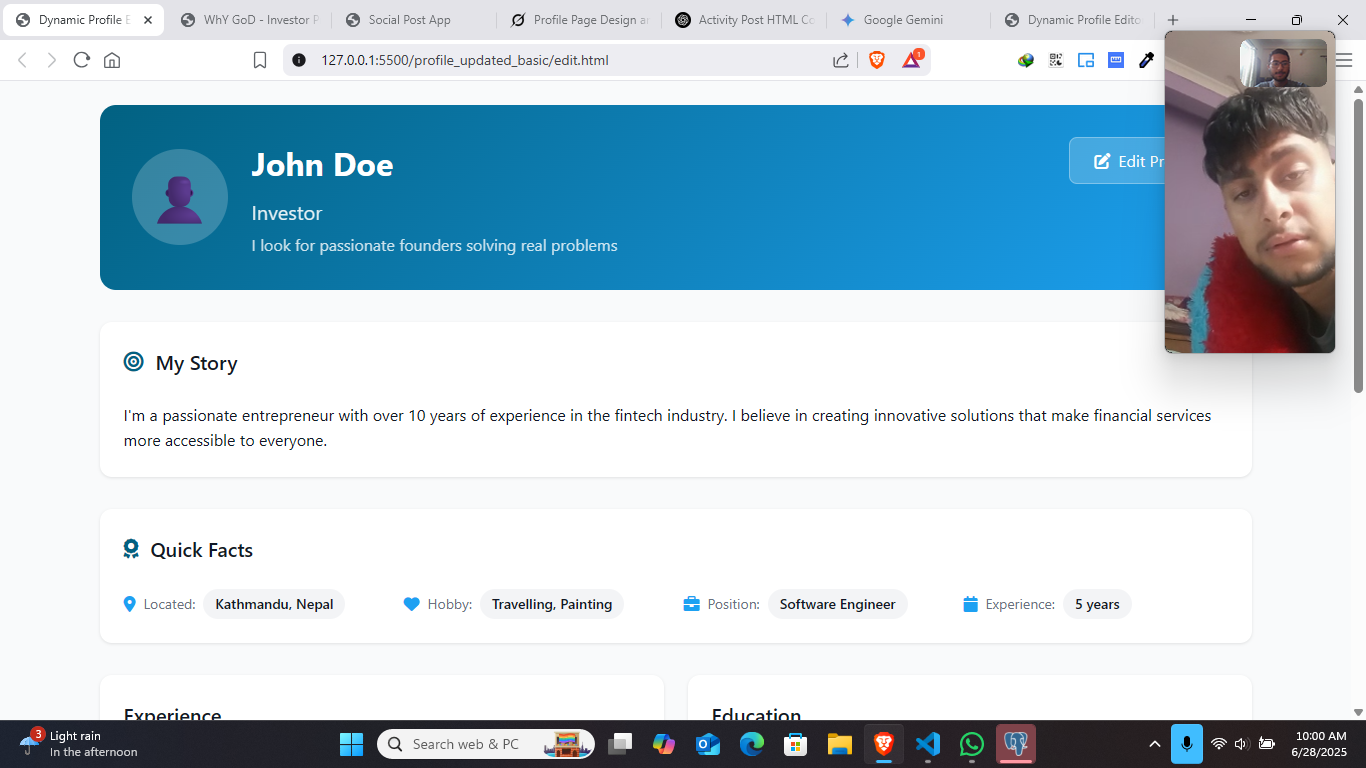 Dynamic Profile E
WhY GoD - Investor P
Social Post App
Profile Page Design an
Activity Post HTML Co
Google Gemini
Dynamic Profile Edito
127.0.0.1:5500/profile_updated_basic/edit.html
1
John Doe
Edit Pr
Investor
I look for passionate founders solving real problems
My Story
I'm a passionate entrepreneur with over 10 years of experience in the fintech industry. I believe in creating innovative solutions that make financial services
more accessible to everyone.
Quick Facts
Located: Kathmandu, Nepal
Hobby: Travelling, Painting
Position: Software Engineer
Experience: 5 years
Experience
Education
3
Light rain
In the afternoon
Search web & PC
10:00 AM
6/28/2025